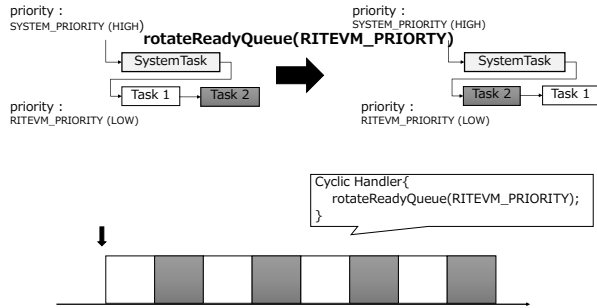 priority :
SYSTEM_PRIORITY (HIGH)
rotateReadyQueue(RITEVM_PRIORTY)
SystemTask
Task 1
Task 2
priority :
RITEVM_PRIORITY (LOW)
priority :
SYSTEM_PRIORITY (HIGH)
SystemTask
Task 2
Task 1
priority :
RITEVM_PRIORITY (LOW)
Cyclic Handler{
rotateReadyQueue(RITEVM_PRIORITY);
}